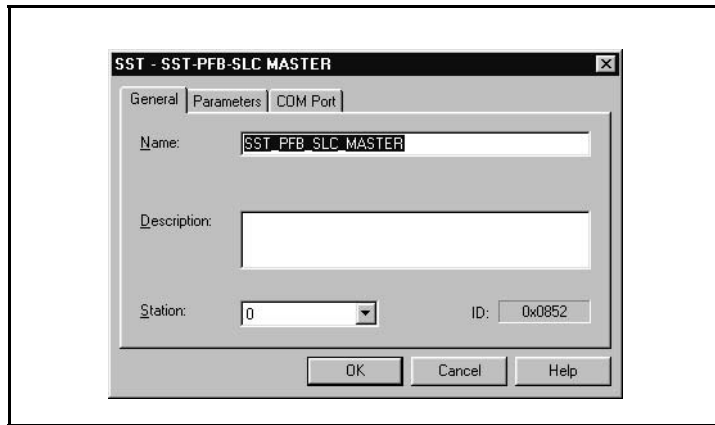 SST - SST-PFB-SLC MASTER
General Parameters COM Port
Name: SST_PFB_SLC_MASTER
Description:
Station: 0 ID: 0x0852
OK Cancel Help